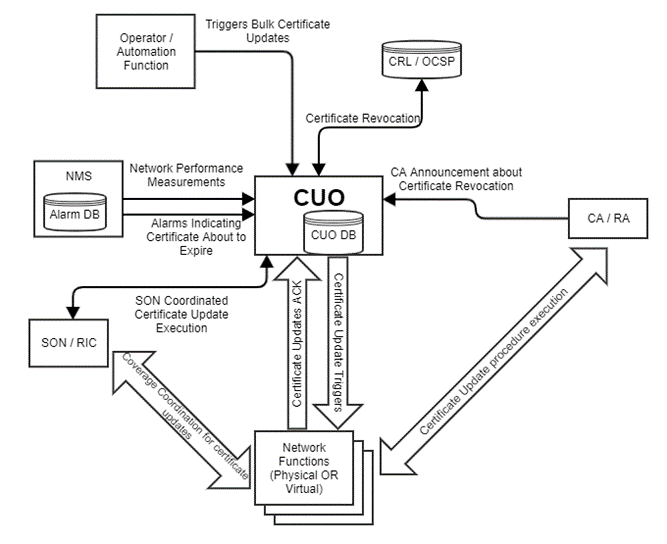 Operator /
Automation
Function
Triggers Bulk Certificate
Updates
CRL / OCSP
Certificate Revocation
NMS
Alarm DB
Network Performance
Measurements
Alarms Indicating
Certificate About to
Expire
CUO
CUO DB
CA Announcement about
Certificate Revocation
CA / RA
SON Coordinated
Certificate Update
Execution
SON / RIC
Certificate Updates ACK
Certificate Update Triggers
Certificate Update procedure execution
Coverage Coordination for certificate
updates
Network
Functions
(Physical OR
Virtual)